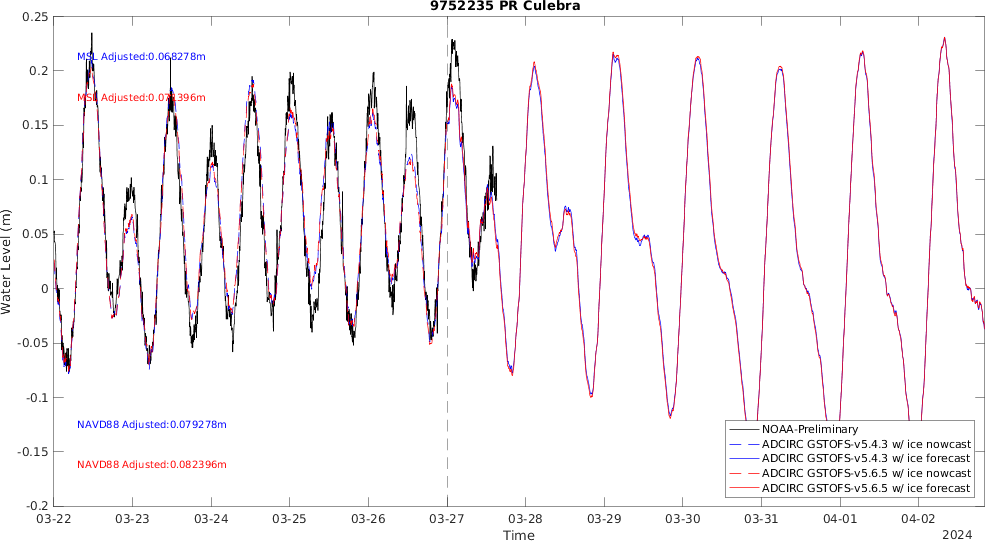 9752235 PR Culebra
0.25
0.2
0.15
0.1
0.05
0
-0.05
-0.1
-0.15
-0.2
Water Level (m)
MSL Adjusted:0.068278m
MSL Adjusted:0.071396m
NAVD88 Adjusted:0.079278m
NAVD88 Adjusted:0.082396m
NOAA-Preliminary
ADCIRC GSTOFS-v5.4.3 w/ ice nowcast
ADCIRC GSTOFS-v5.4.3 w/ ice forecast
ADCIRC GSTOFS-v5.6.5 w/ ice nowcast
ADCIRC GSTOFS-v5.6.5 w/ ice forecast
03-22 03-23 03-24 03-25 03-26 03-27 03-28 03-29 03-30 03-31 04-01 04-02
Time
2024